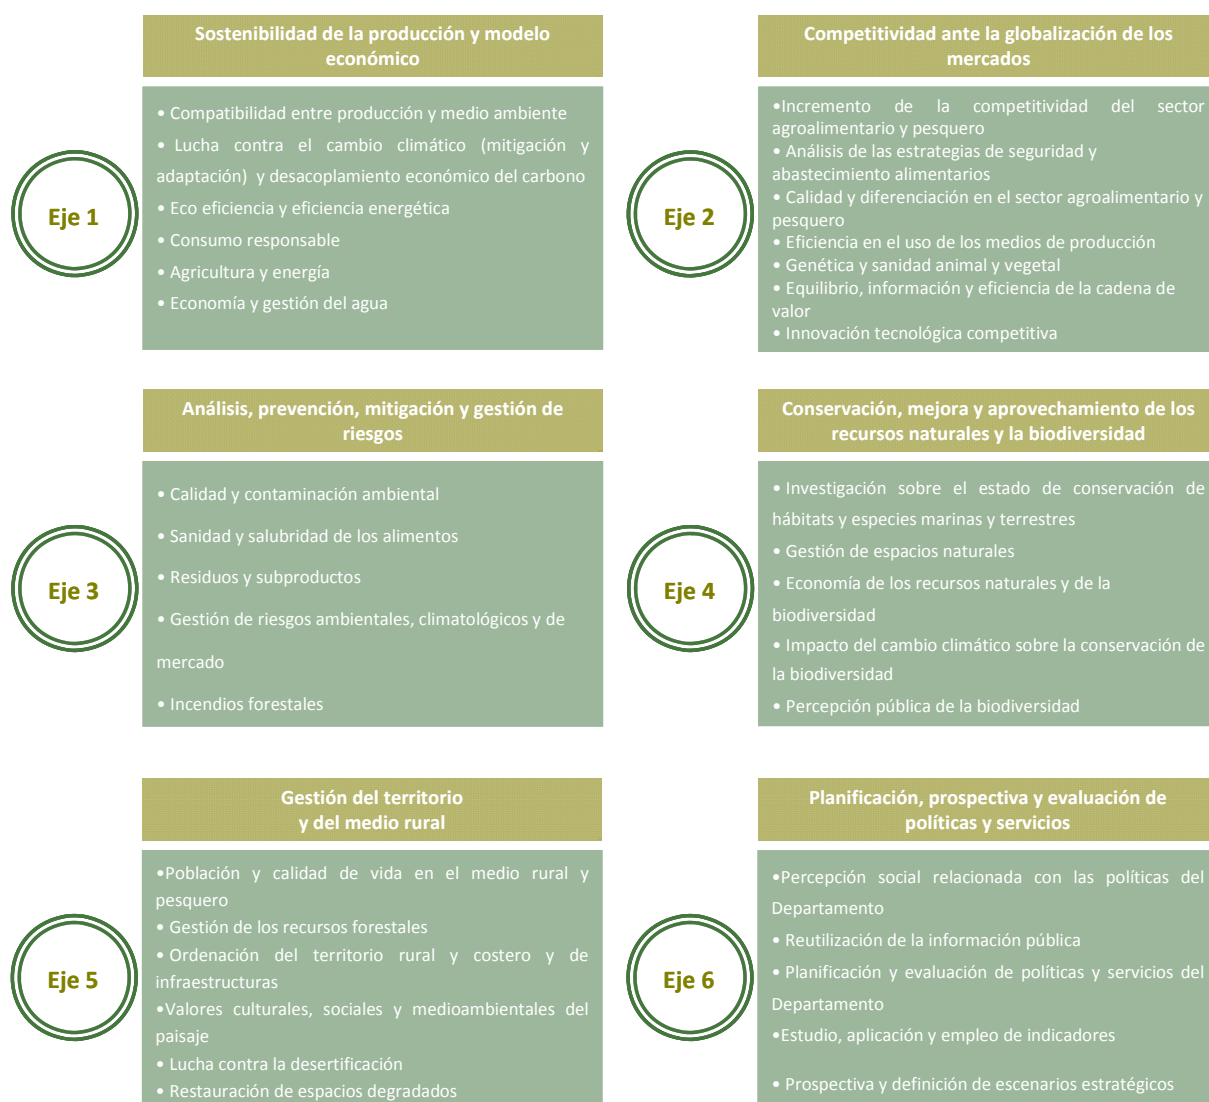 Sostenibilidad de la producción y modelo
económico
Eje 1
• Compatibilidad entre producción y medio ambiente
• Lucha contra el cambio climático (mitigación y
adaptación) y desacoplamiento económico del carbono
• Eco eficiencia y eficiencia energética
• Consumo responsable
• Agricultura y energía
• Economía y gestión del agua
Competitividad ante la globalización de los
mercados
Eje 2
•Incremento de la competitividad del sector
agroalimentario y pesquero
• Análisis de las estrategias de seguridad y
abastecimiento alimentarios
• Calidad y diferenciación en el sector agroalimentario y
pesquero
• Eficiencia en el uso de los medios de producción
• Genética y sanidad animal y vegetal
• Equilibrio, información y eficiencia de la cadena de
valor
• Innovación tecnológica competitiva
Análisis, prevención, mitigación y gestión de
riesgos
Eje 3
• Calidad y contaminación ambiental
• Sanidad y salubridad de los alimentos
• Residuos y subproductos
• Gestión de riesgos ambientales, climatológicos y de
mercado
• Incendios forestales
Conservación, mejora y aprovechamiento de los
recursos naturales y la biodiversidad
Eje 4
• Investigación sobre el estado de conservación de
hábitats y especies marinas y terrestres
• Gestión de espacios naturales
• Economía de los recursos naturales y de la
biodiversidad
• Impacto del cambio climático sobre la conservación de
la biodiversidad
• Percepción pública de la biodiversidad
Gestión del territorio
y del medio rural
Eje 5
•Población y calidad de vida en el medio rural y
pesquero
• Gestión de los recursos forestales
• Ordenación del territorio rural y costero y de
infraestructuras
•Valores culturales, sociales y medioambientales del
paisaje
• Lucha contra la desertificación
• Restauración de espacios degradados
Planificación, prospectiva y evaluación de
políticas y servicios
Eje 6
•Percepción social relacionada con las políticas del
Departamento
• Reutilización de la información pública
• Planificación y evaluación de políticas y servicios del
Departamento
•Estudio, aplicación y empleo de indicadores
• Prospectiva y definición de escenarios estratégicos